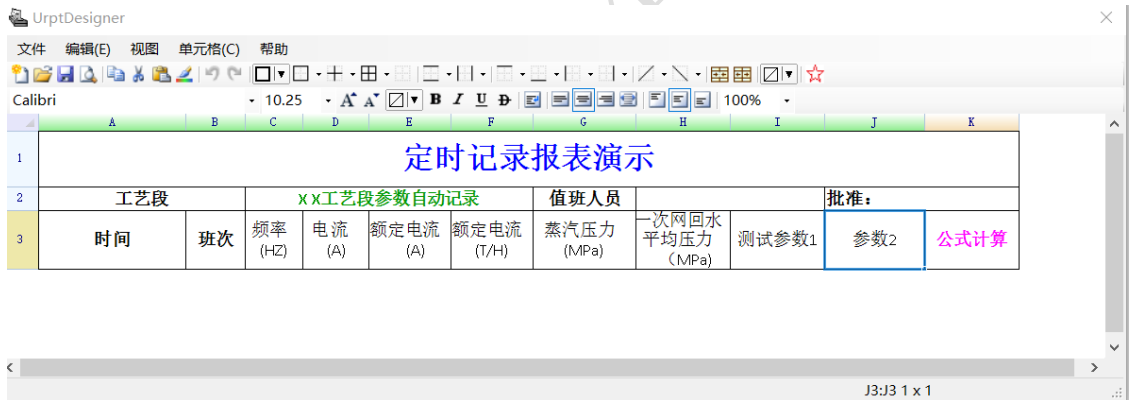 UrptDesigner
文件 编辑(E) 视图 单元格(C) 帮助
Calibri 10.25 A A B I U D 100%
A B C D E F G H I J K
1 定时记录报表演示
2 工艺段 XX工艺段参数自动记录 值班人员 批准：
3 时间 班次 频率(HZ) 电流(A) 额定电流(A) 额定电流(T/H) 蒸汽压力(MPa) 一次网回水平均压力（MPa) 测试参数1 参数2 公式计算
J3:J3 1 x 1